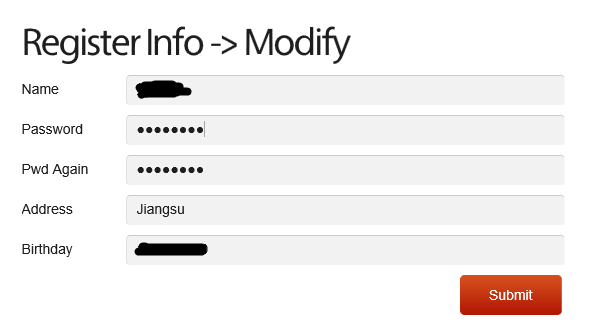 Register Info -> Modify
Name
Password ●●●●●●●●
Pwd Again ●●●●●●●●
Address Jiangsu
Birthday
Submit